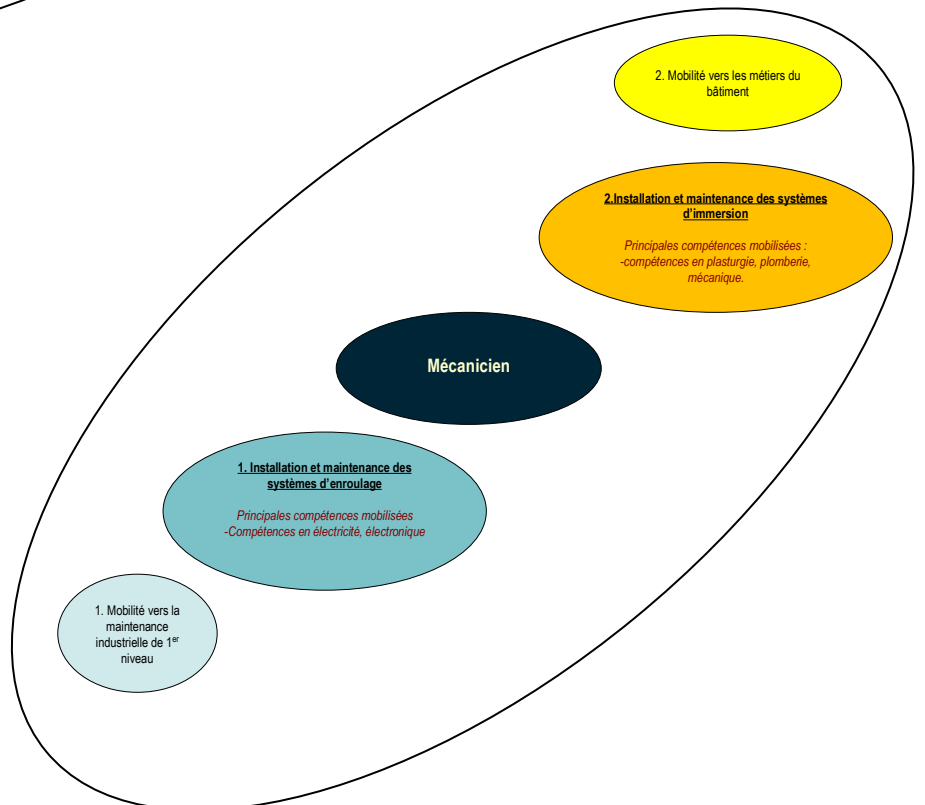 2. Mobilité vers les métiers du
bâtiment
2.Installation et maintenance des systèmes
d’immersion
Principales compétences mobilisées :
-compétences en plasturgie, plomberie,
mécanique.
Mécanicien
1. Installation et maintenance des
systèmes d’enroulage
Principales compétences mobilisées
-Compétences en électricité, électronique
1. Mobilité vers la
maintenance
industrielle de 1er
niveau